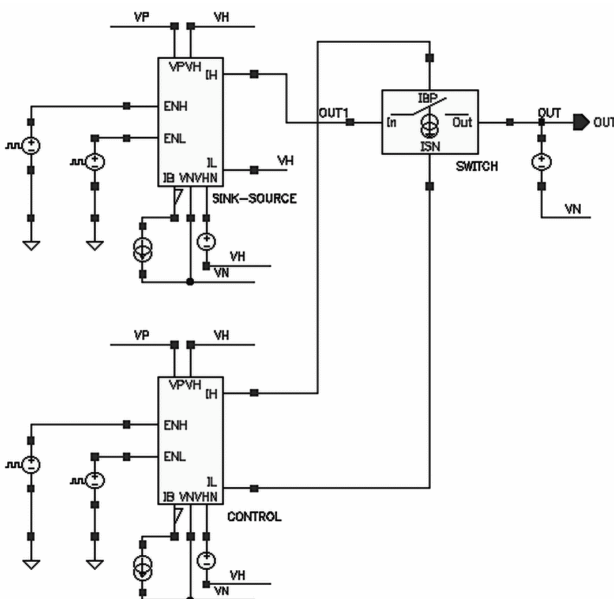 VP VH
VPVH
IH
ENH
IBP
OUT1 In Out OUT OUT
ENL
ISN
IL VH
SWITCH
IB VNVHN
SINK-SOURCE
VN
VH
VN
VP VH
VPVH
IH
ENH
ENL
IL
IB VNVHN
CONTROL
VH
VN